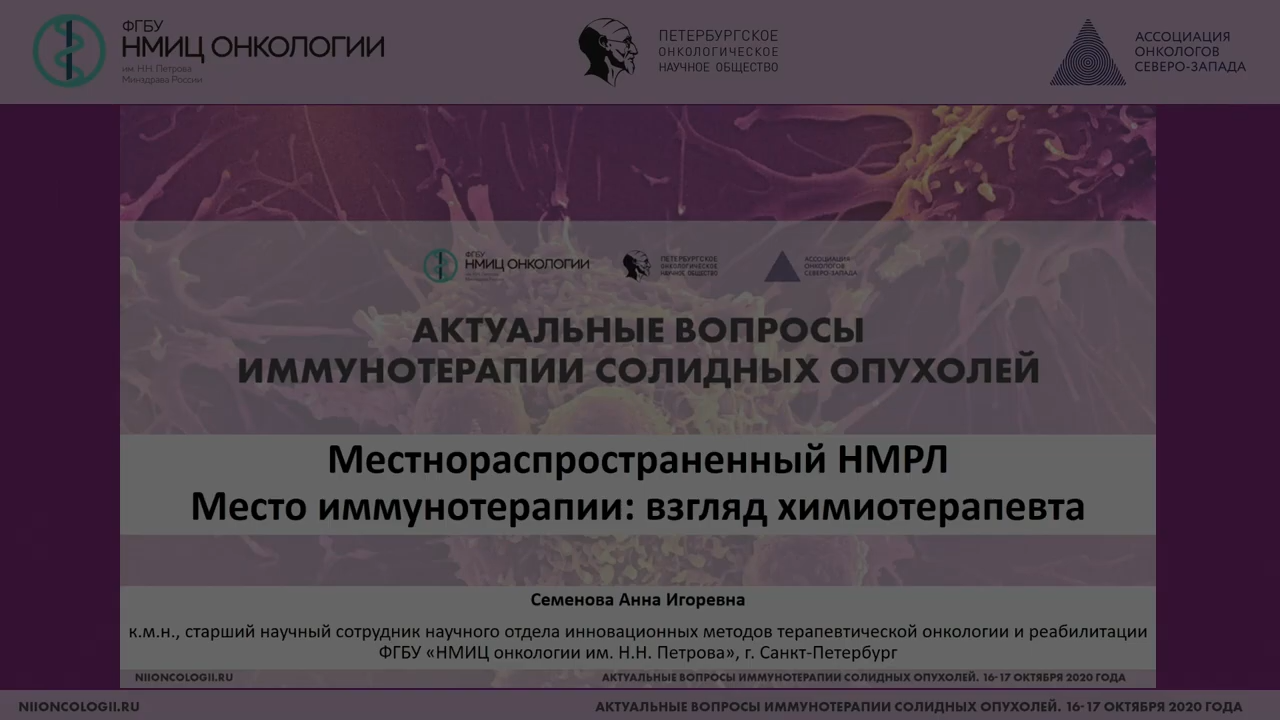 ФГБУ
НМИЦ ОНКОЛОГИИ
им. Н.Н. Петрова
Минздрава России
ПЕТЕРБУРГСКОЕ
ОНКОЛОГИЧЕСКОЕ
НАУЧНОЕ ОБЩЕСТВО
АССОЦИАЦИЯ
ОНКОЛОГОВ
СЕВЕРО-ЗАПАДА
ФГБУ
НМИЦ ОНКОЛОГИИ
ПЕТЕРБУРГСКОЕ
ОНКОЛОГИЧЕСКОЕ
НАУЧНОЕ ОБЩЕСТВО
АССОЦИАЦИЯ
ОНКОЛОГОВ
СЕВЕРО-ЗАПАДА
АКТУАЛЬНЫЕ ВОПРОСЫ
ИММУНОТЕРАПИИ СОЛИДНЫХ ОПУХОЛЕЙ
Местнораспространенный НМРЛ
Место иммунотерапии: взгляд химиотерапевта
Семенова Анна Игоревна
к.м.н., старший научный сотрудник научного отдела инновационных методов терапевтической онкологии и реабилитации
ФГБУ «НМИЦ онкологии им. Н.Н. Петрова», г. Санкт-Петербург
NIIONCOLOGII.RU
АКТУАЛЬНЫЕ ВОПРОСЫ ИММУНОТЕРАПИИ СОЛИДНЫХ ОПУХОЛЕЙ. 16-17 ОКТЯБРЯ 2020 ГОДА
NIIONCOLOGII.RU
АКТУАЛЬНЫЕ ВОПРОСЫ ИММУНОТЕРАПИИ СОЛИДНЫХ ОПУХОЛЕЙ. 16-17 ОКТЯБРЯ 2020 ГОДА